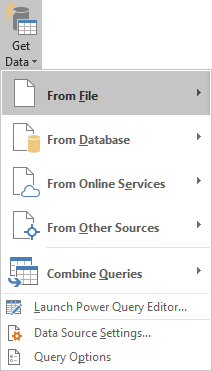 Get
Data
From File
From Database
From Online Services
From Other Sources
Combine Queries
Launch Power Query Editor...
Data Source Settings...
Query Options